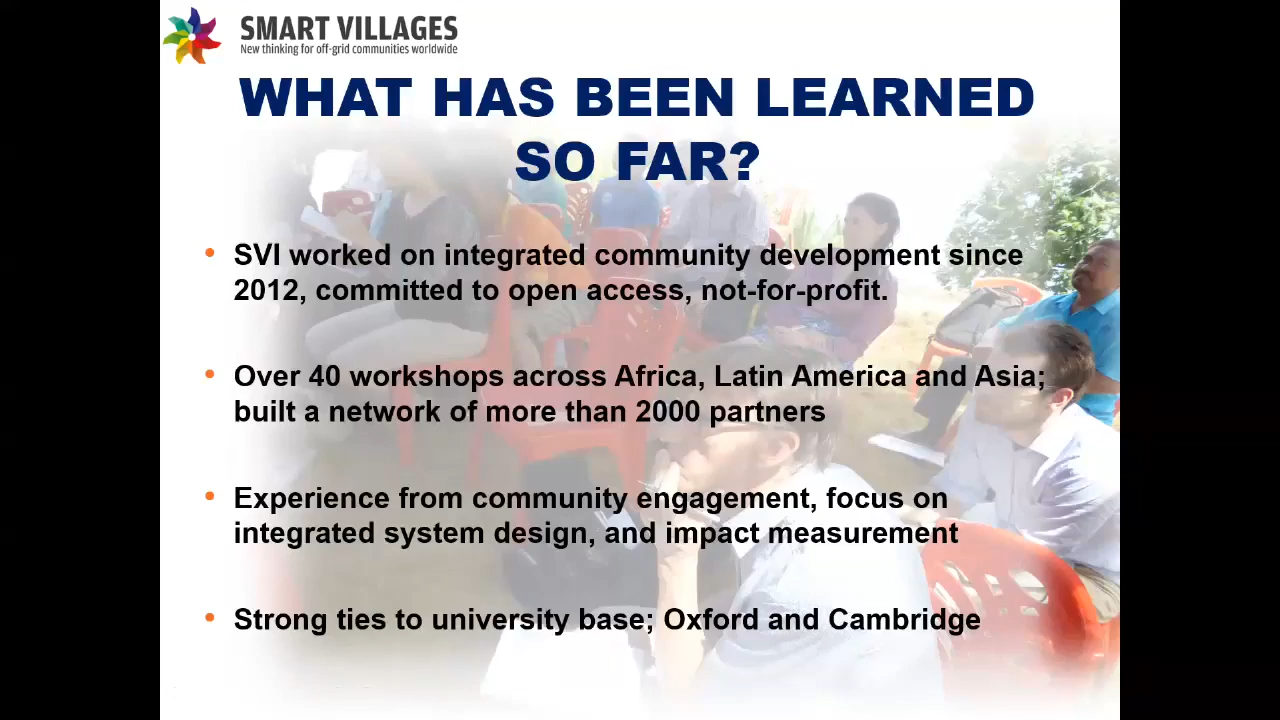 SMART VILLAGES
New thinking for off-grid communities worldwide
WHAT HAS BEEN LEARNED
SO FAR?
• SVI worked on integrated community development since
2012, committed to open access, not-for-profit.
• Over 40 workshops across Africa, Latin America and Asia;
built a network of more than 2000 partners
• Experience from community engagement, focus on
integrated system design, and impact measurement
• Strong ties to university base; Oxford and Cambridge